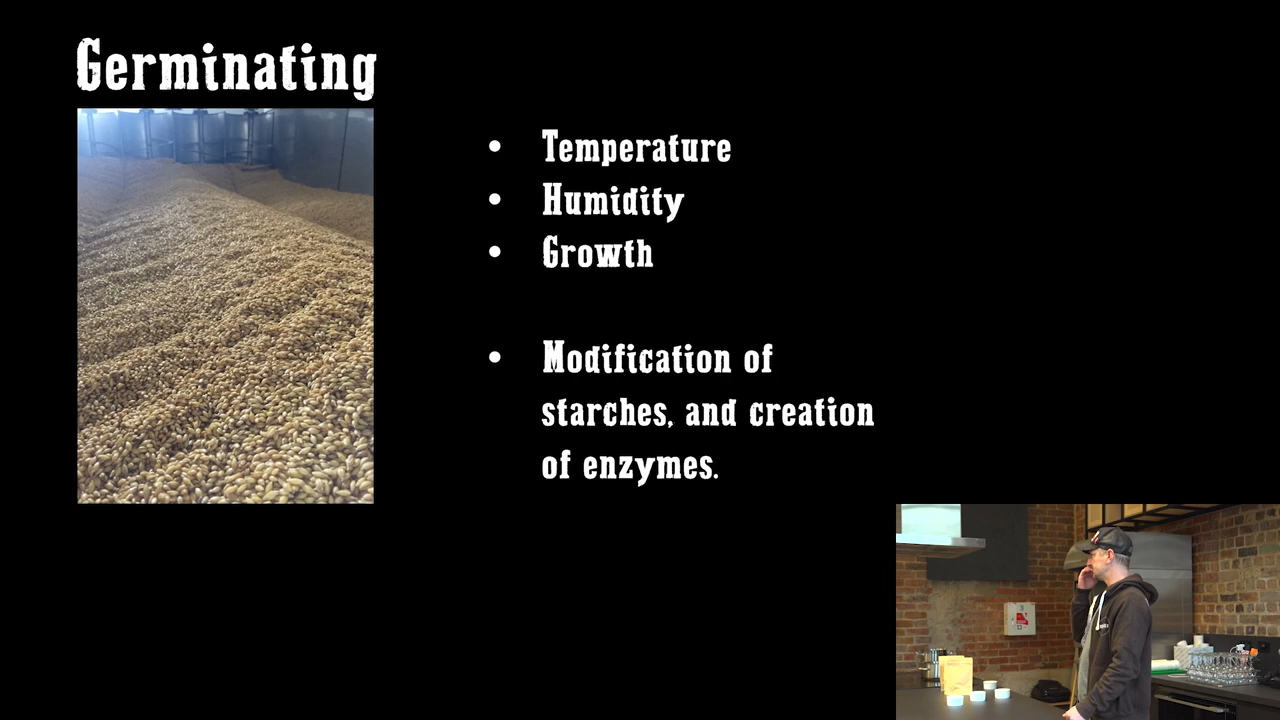 Germinating
• Temperature
• Humidity
• Growth
• Modification of
starches, and creation
of enzymes.